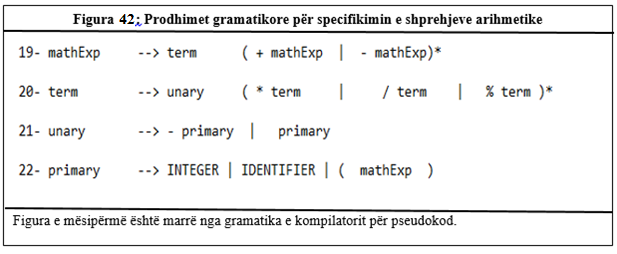 Figura 42; Prodhimet gramatikore për specifikimin e shprehjeve arihmetike
19- mathExp --> term ( + mathExp | - mathExp)*
20- term --> unary ( * term | / term | % term )*
21- unary --> - primary | primary
22- primary --> INTEGER | IDENTIFIER | ( mathExp )
Figura e mësipërmë është marrë nga gramatika e kompilatorit për pseudokod.